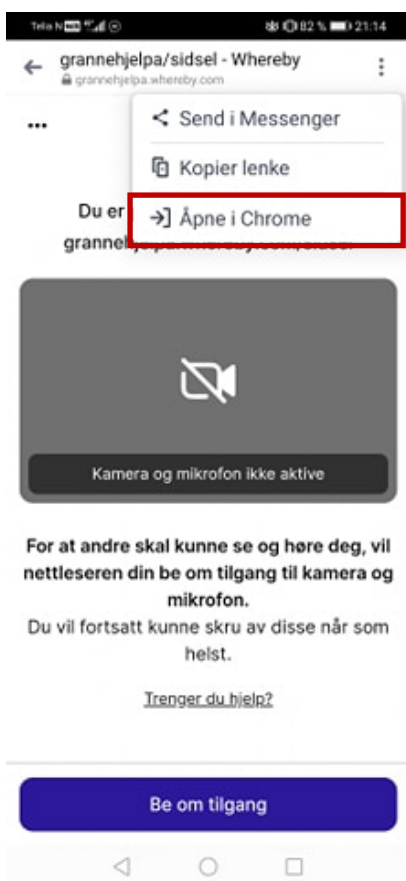 Telia N 82 % 21:14
grannehjelpa/sidsel - Whereby
grannehjelpa.whereby.com
Send i Messenger
Kopier lenke
Åpne i Chrome
Du er
Kamera og mikrofon ikke aktive
For at andre skal kunne se og høre deg, vil
nettleseren din be om tilgang til kamera og
mikrofon.
Du vil fortsatt kunne skru av disse når som
helst.
Trenger du hjelp?
Be om tilgang